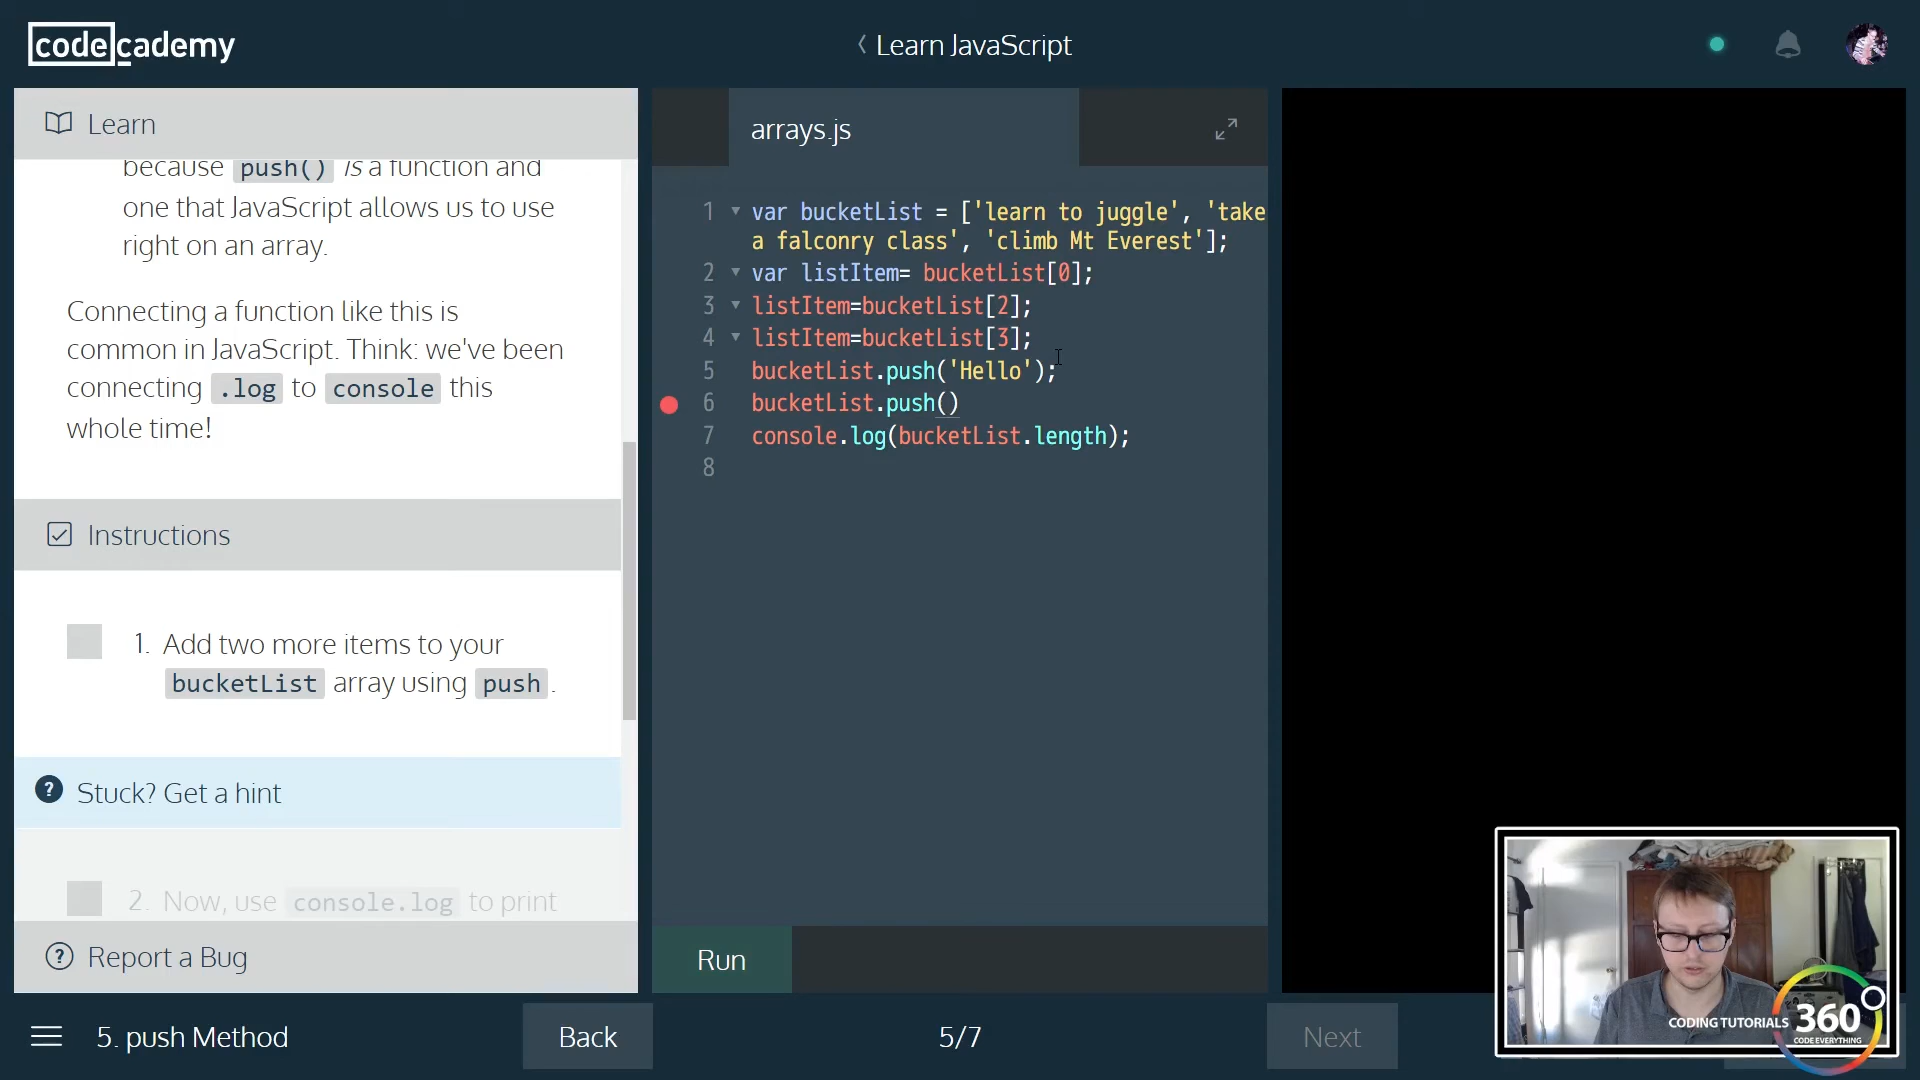 codecademy
Learn JavaScript
Learn
because push() is a function and
one that JavaScript allows us to use
right on an array.
Connecting a function like this is
common in JavaScript. Think: we've been
connecting .log to console this
whole time!
Instructions
1. Add two more items to your
bucketList array using push.
? Stuck? Get a hint
2. Now, use console.log to print
? Report a Bug
arrays.js
1 var bucketList = ['learn to juggle', 'take
a falconry class', 'climb Mt Everest'];
2 var listItem= bucketList[0];
3 listItem=bucketList[2];
4 listItem=bucketList[3];
5 bucketList.push('Hello');
6 bucketList.push()
7 console.log(bucketList.length);
8
Run
5. push Method
Back
5/7
Next
CODING TUTORIALS 360°
CODE EVERYTHING